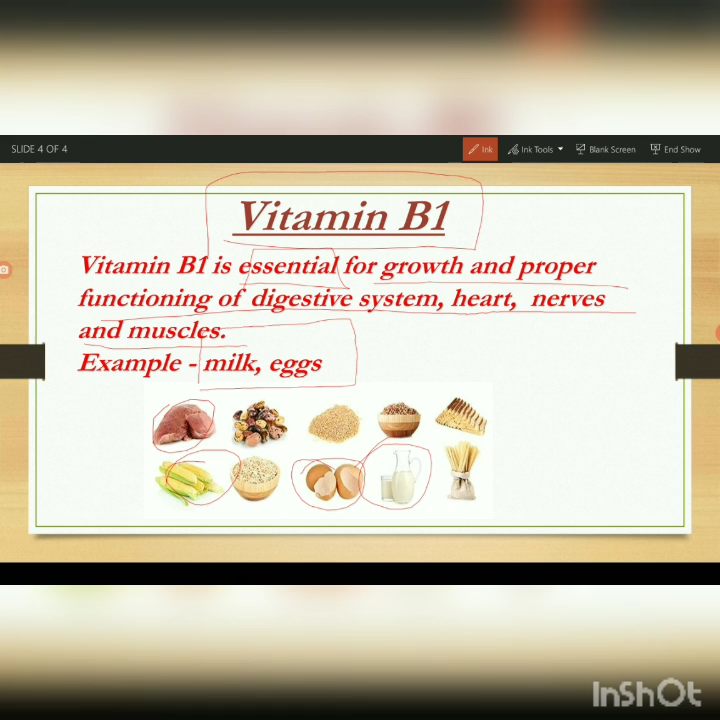 SLIDE 4 OF 4
Ink
Ink Tools
Blank Screen
End Show
Vitamin B1
Vitamin B1 is essential for growth and proper
functioning of digestive system, heart, nerves
and muscles.
Example - milk, eggs
InShOt